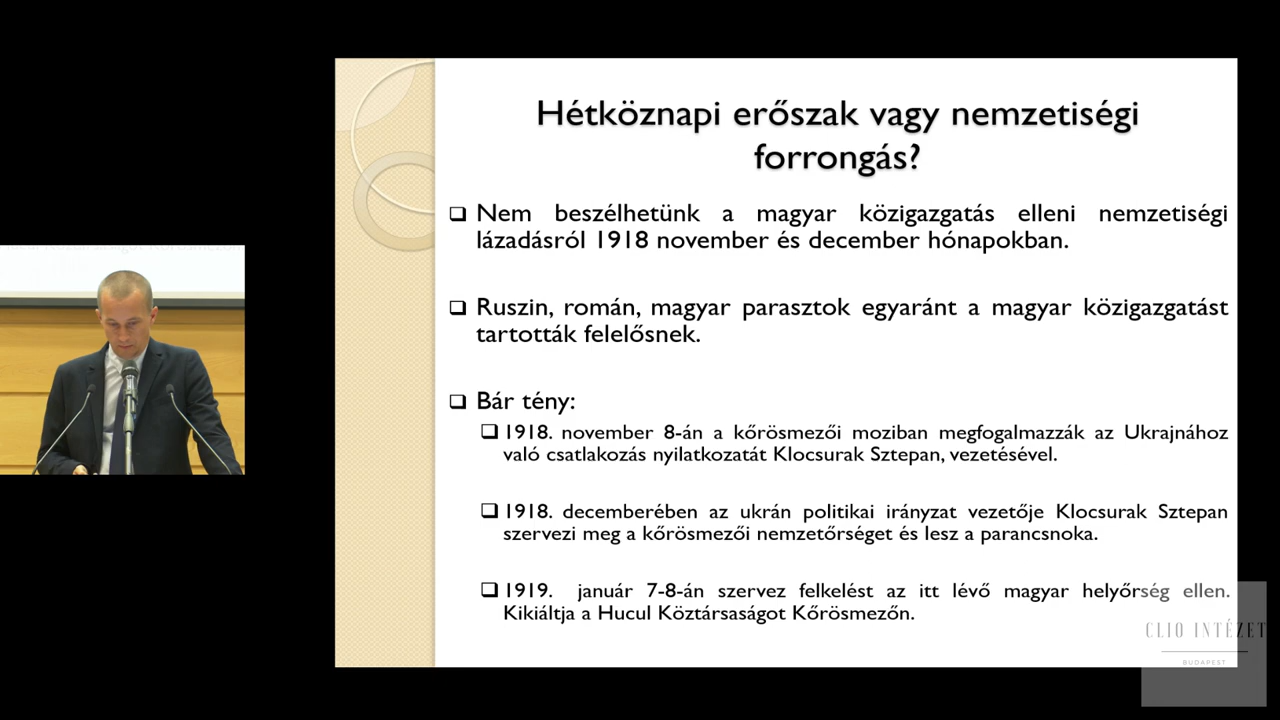 Hétköznapi erőszak vagy nemzetiségi
forrongás?
Nem beszélhetünk a magyar közigazgatás elleni nemzetiségi
lázadásról 1918 november és december hónapokban.
Ruszin, román, magyar parasztok egyaránt a magyar közigazgatást
tartották felelősnek.
Bár tény:
1918. november 8-án a kőrösmezői moziban megfogalmazzák az Ukrajnához
való csatlakozás nyilatkozatát Klocsurak Sztepan, vezetésével.
1918. decemberében az ukrán politikai irányzat vezetője Klocsurak Sztepan
szervezi meg a kőrösmezői nemzetőrséget és lesz a parancsnoka.
1919. január 7-8-án szervez felkelést az itt lévő magyar helyőrség ellen.
Kikiáltja a Hucul Köztársaságot Kőrösmezőn.
CLIO INTÉZET
BUDAPEST